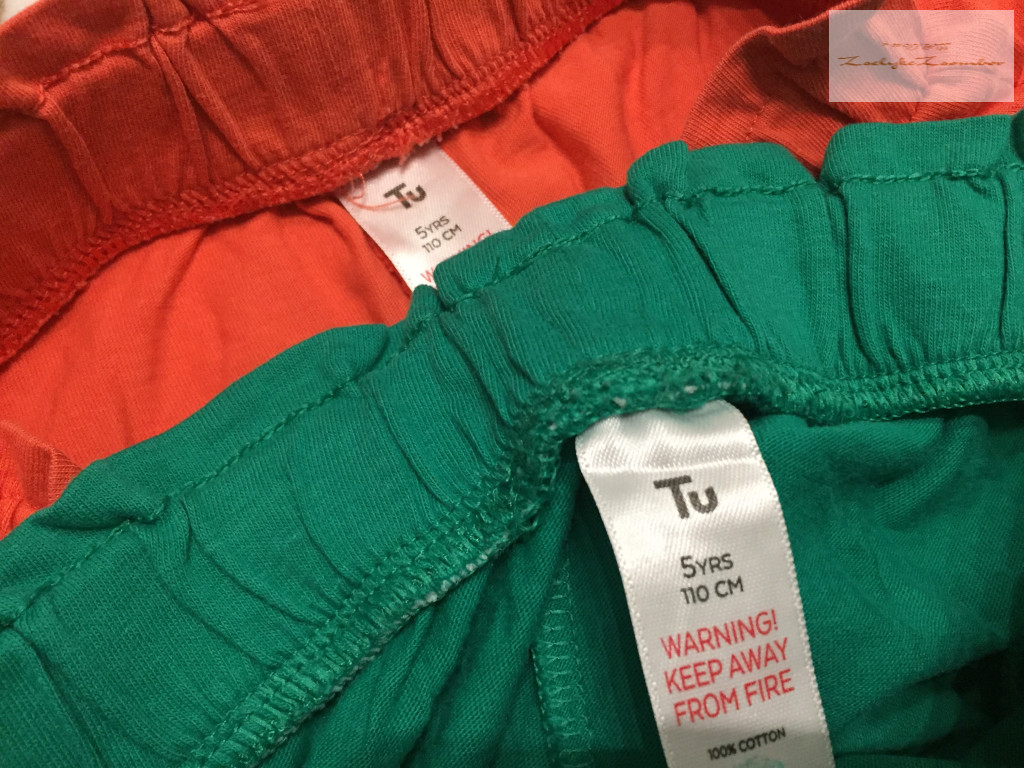 Tu
5YRS
110 CM
Tu
5YRS
110 CM
WARNING!
KEEP AWAY
FROM FIRE
100% COTTON